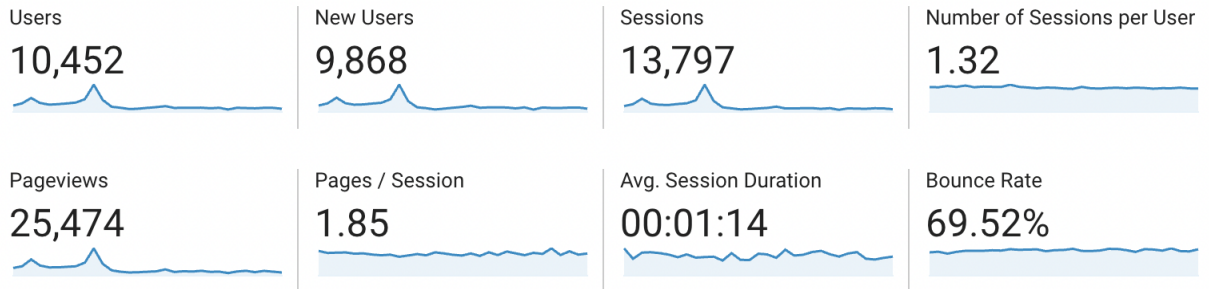 Users
10,452
New Users
9,868
Sessions
13,797
Number of Sessions per User
1.32
Pageviews
25,474
Pages / Session
1.85
Avg. Session Duration
00:01:14
Bounce Rate
69.52%